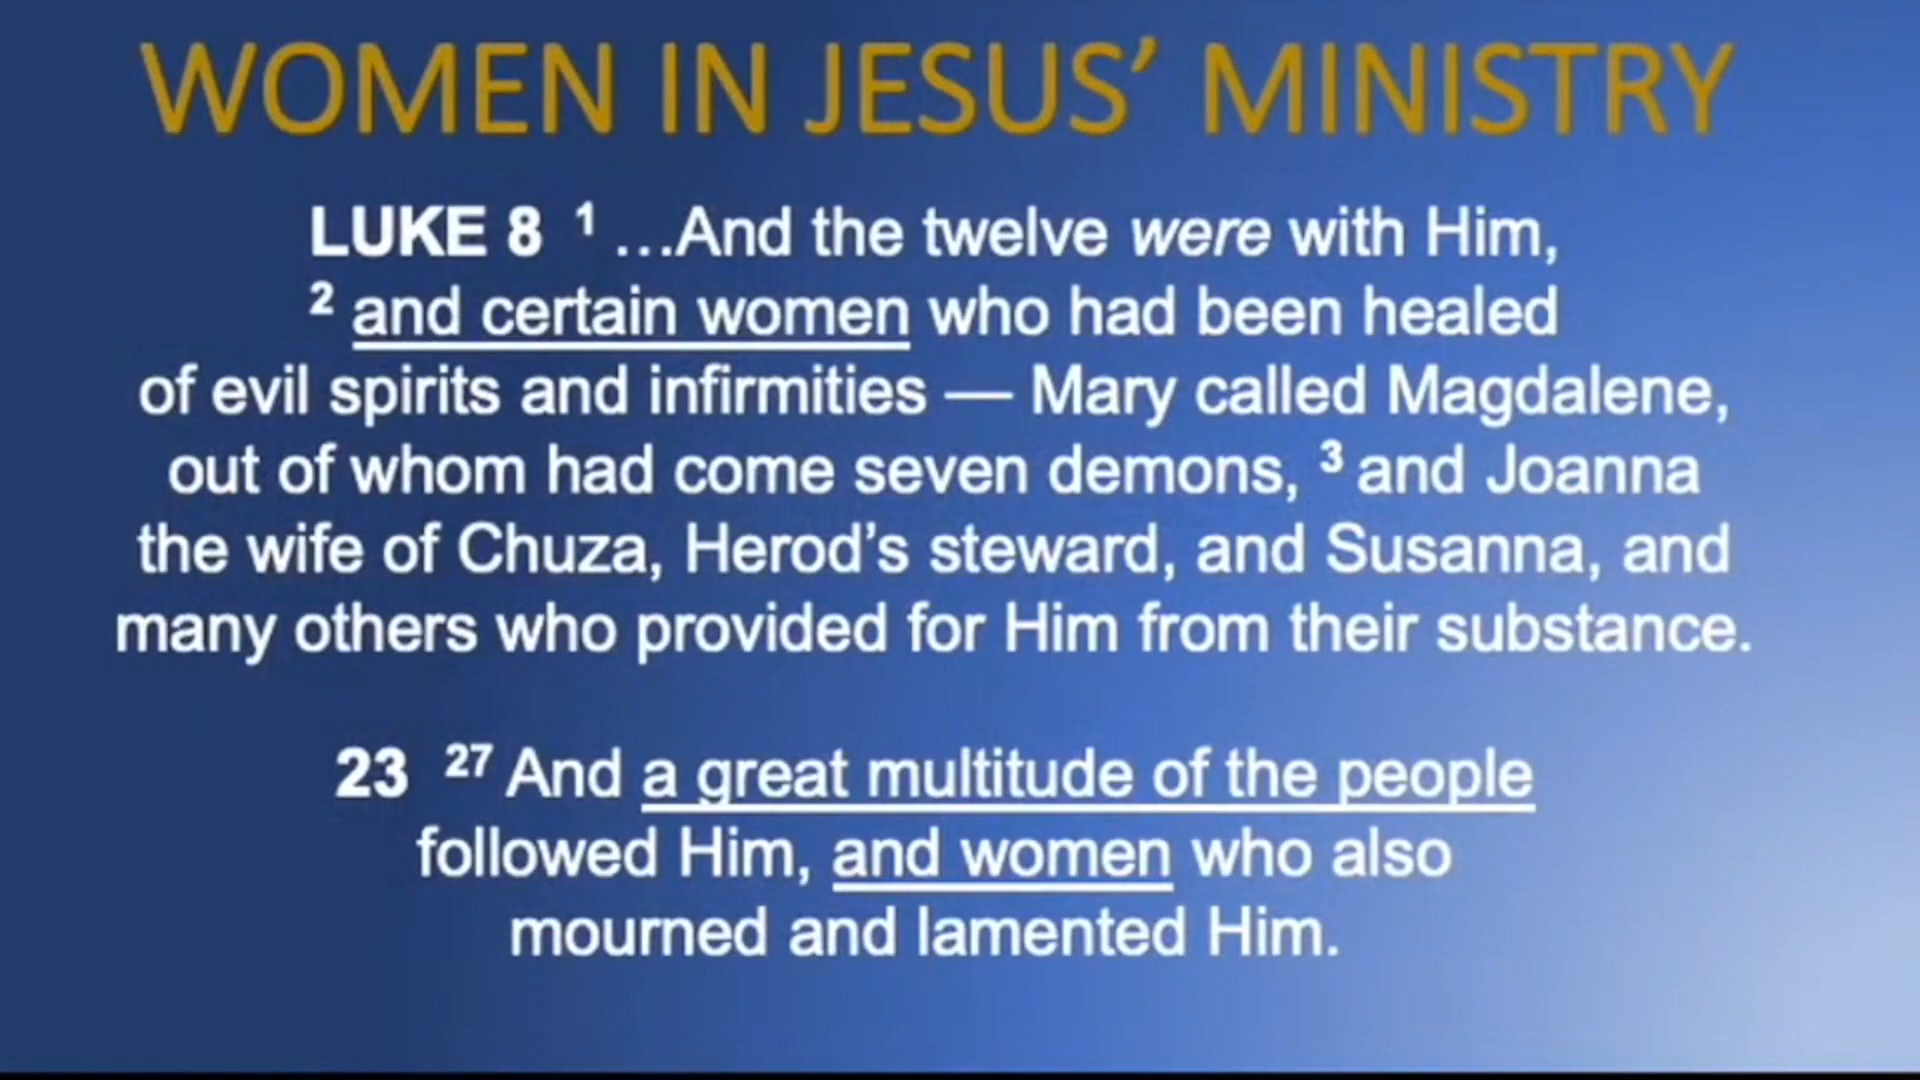 WOMEN IN JESUS’ MINISTRY
LUKE 8 ¹ …And the twelve were with Him,
² and certain women who had been healed
of evil spirits and infirmities — Mary called Magdalene,
out of whom had come seven demons, ³ and Joanna
the wife of Chuza, Herod’s steward, and Susanna, and
many others who provided for Him from their substance.
23 ²⁷ And a great multitude of the people
followed Him, and women who also
mourned and lamented Him.